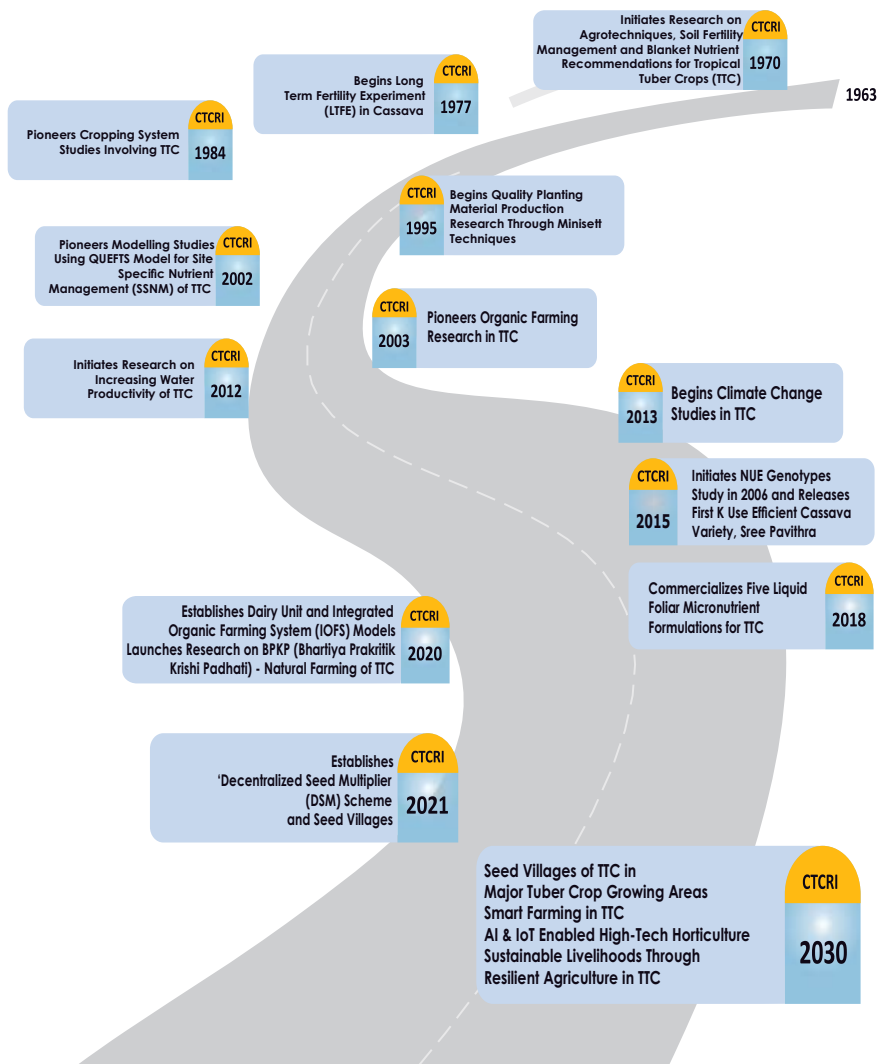 Initiates Research on
Agrotechniques, Soil Fertility
Management and Blanket Nutrient
Recommendations for Tropical
Tuber Crops (TTC)
CTCRI
1970
1963
Begins Long
Term Fertility Experiment
(LTFE) in Cassava
CTCRI
1977
Pioneers Cropping System
Studies Involving TTC
CTCRI
1984
CTCRI
1995
Begins Quality Planting
Material Production
Research Through Minisett
Techniques
Pioneers Modelling Studies
Using QUEFTS Model for Site
Specific Nutrient
Management (SSNM) of TTC
CTCRI
2002
CTCRI
2003
Pioneers Organic Farming
Research in TTC
Initiates Research on
Increasing Water
Productivity of TTC
CTCRI
2012
CTCRI
2013
Begins Climate Change
Studies in TTC
CTCRI
2015
Initiates NUE Genotypes
Study in 2006 and Releases
First K Use Efficient Cassava
Variety, Sree Pavithra
Commercializes Five Liquid
Foliar Micronutrient
Formulations for TTC
CTCRI
2018
Establishes Dairy Unit and Integrated
Organic Farming System (IOFS) Models
Launches Research on BPKP (Bhartiya Prakritik
Krishi Padhati) - Natural Farming of TTC
CTCRI
2020
Establishes
‘Decentralized Seed Multiplier
(DSM) Scheme
and Seed Villages
CTCRI
2021
Seed Villages of TTC in
Major Tuber Crop Growing Areas
Smart Farming in TTC
AI & IoT Enabled High-Tech Horticulture
Sustainable Livelihoods Through
Resilient Agriculture in TTC
CTCRI
2030